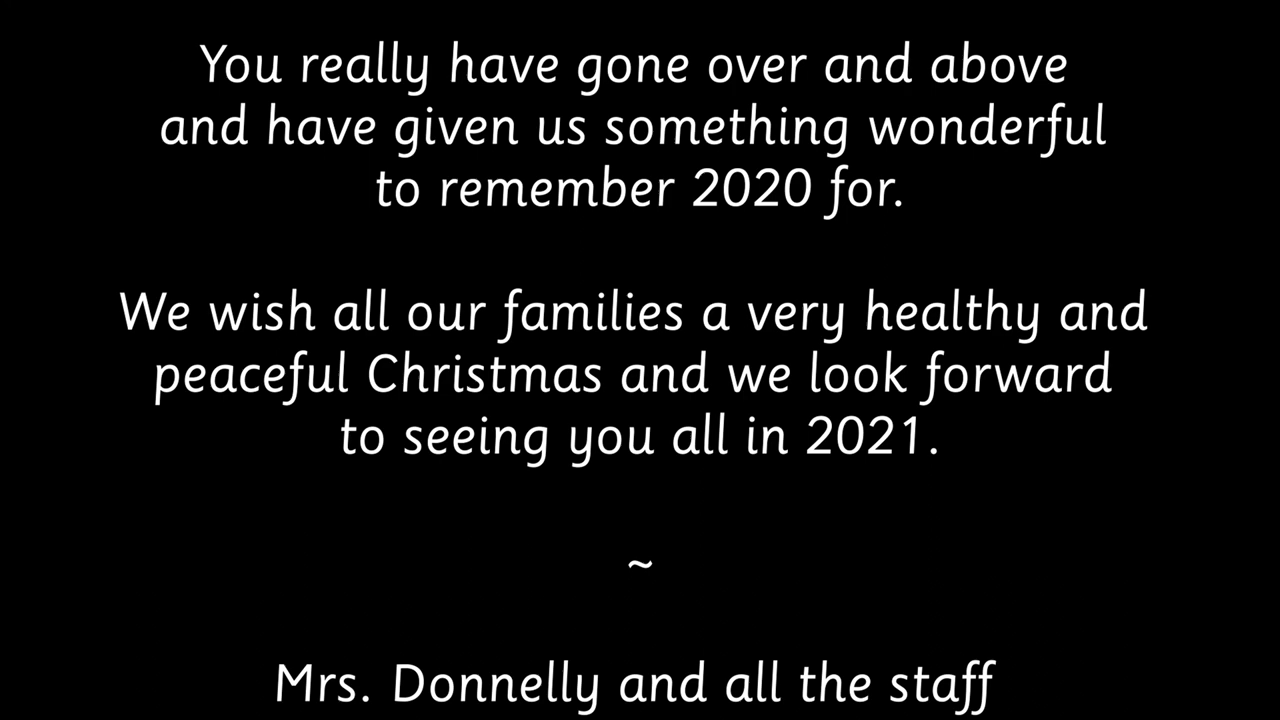 You really have gone over and above
and have given us something wonderful
to remember 2020 for.
We wish all our families a very healthy and
peaceful Christmas and we look forward
to seeing you all in 2021.
~
Mrs. Donnelly and all the staff